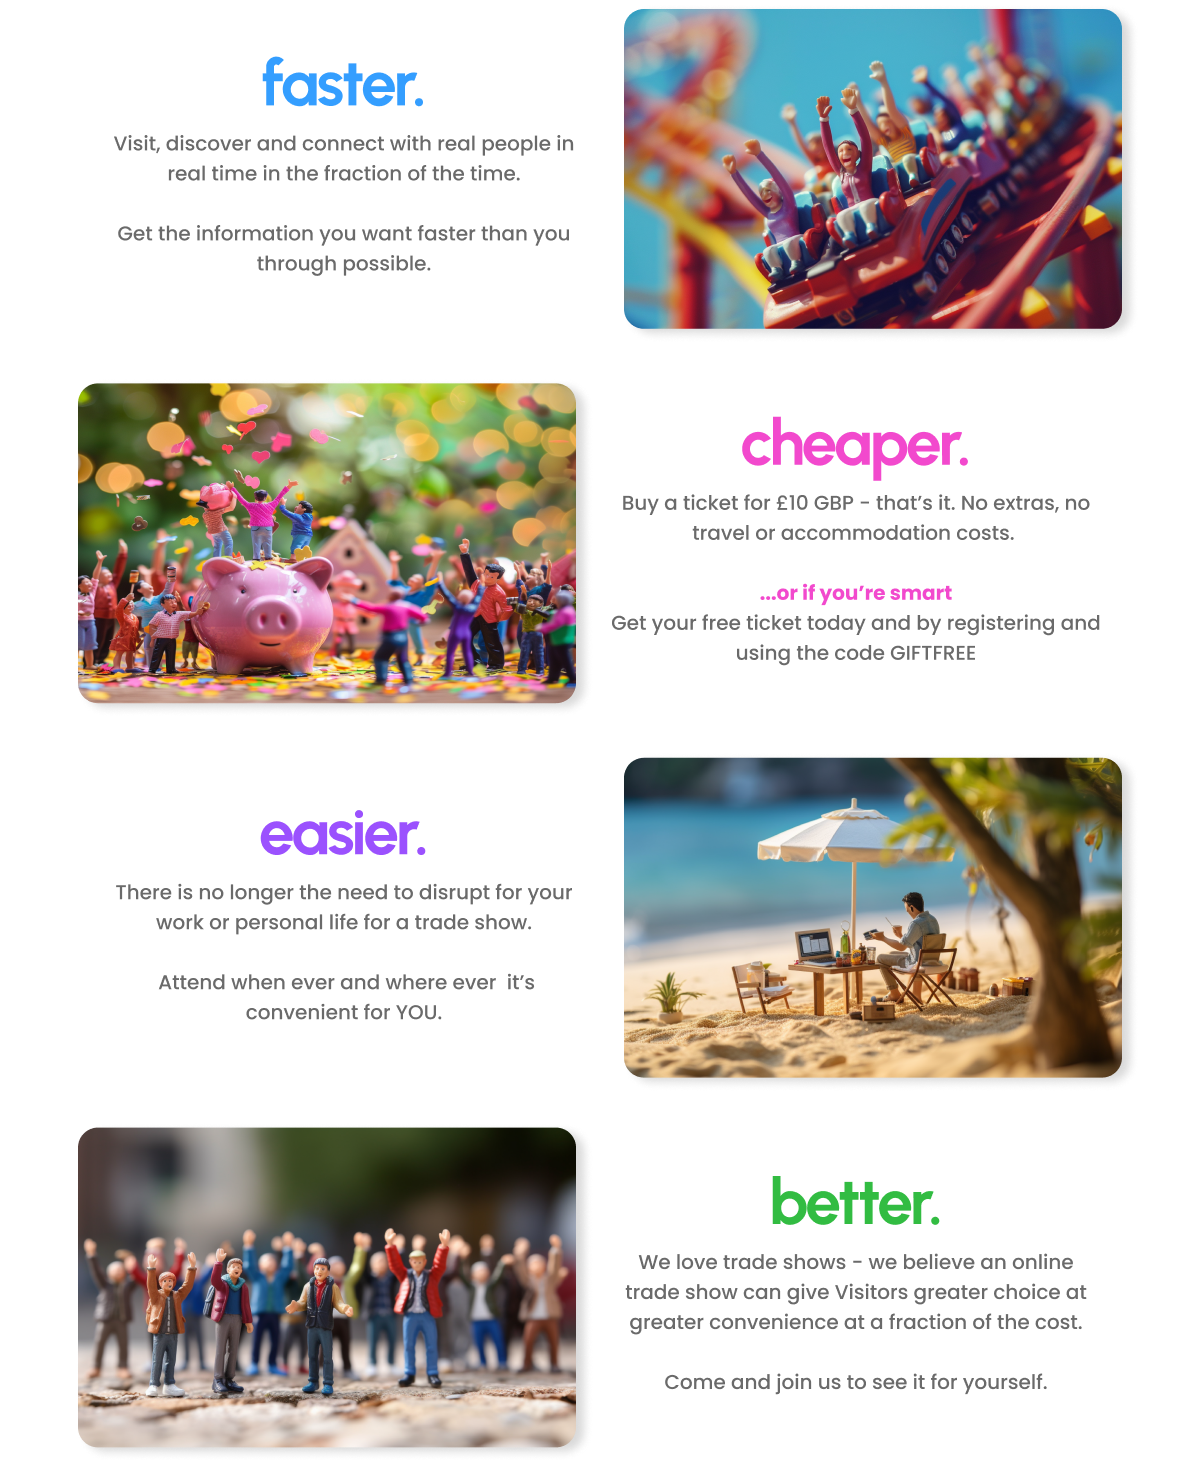 faster.
Visit, discover and connect with real people in
real time in the fraction of the time.
Get the information you want faster than you
through possible.
cheaper.
Buy a ticket for £10 GBP - that's it. No extras, no
travel or accommodation costs.
...or if you're smart
Get your free ticket today and by registering and
using the code GIFTFREE
easier.
There is no longer the need to disrupt for your
work or personal life for a trade show.
Attend when ever and where ever  it's
convenient for YOU.
better.
We love trade shows - we believe an online
trade show can give Visitors greater choice at
greater convenience at a fraction of the cost.
Come and join us to see it for yourself.